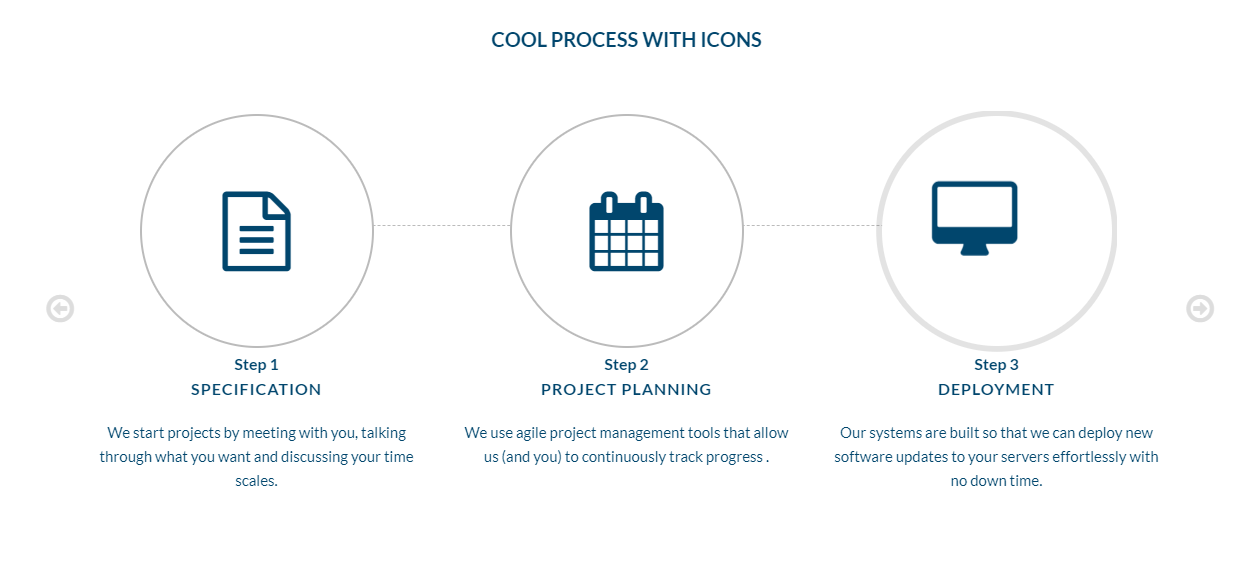 COOL PROCESS WITH ICONS
Step 1
SPECIFICATION
We start projects by meeting with you, talking
through what you want and discussing your time
scales.
Step 2
PROJECT PLANNING
We use agile project management tools that allow
us (and you) to continuously track progress .
Step 3
DEPLOYMENT
Our systems are built so that we can deploy new
software updates to your servers effortlessly with
no down time.